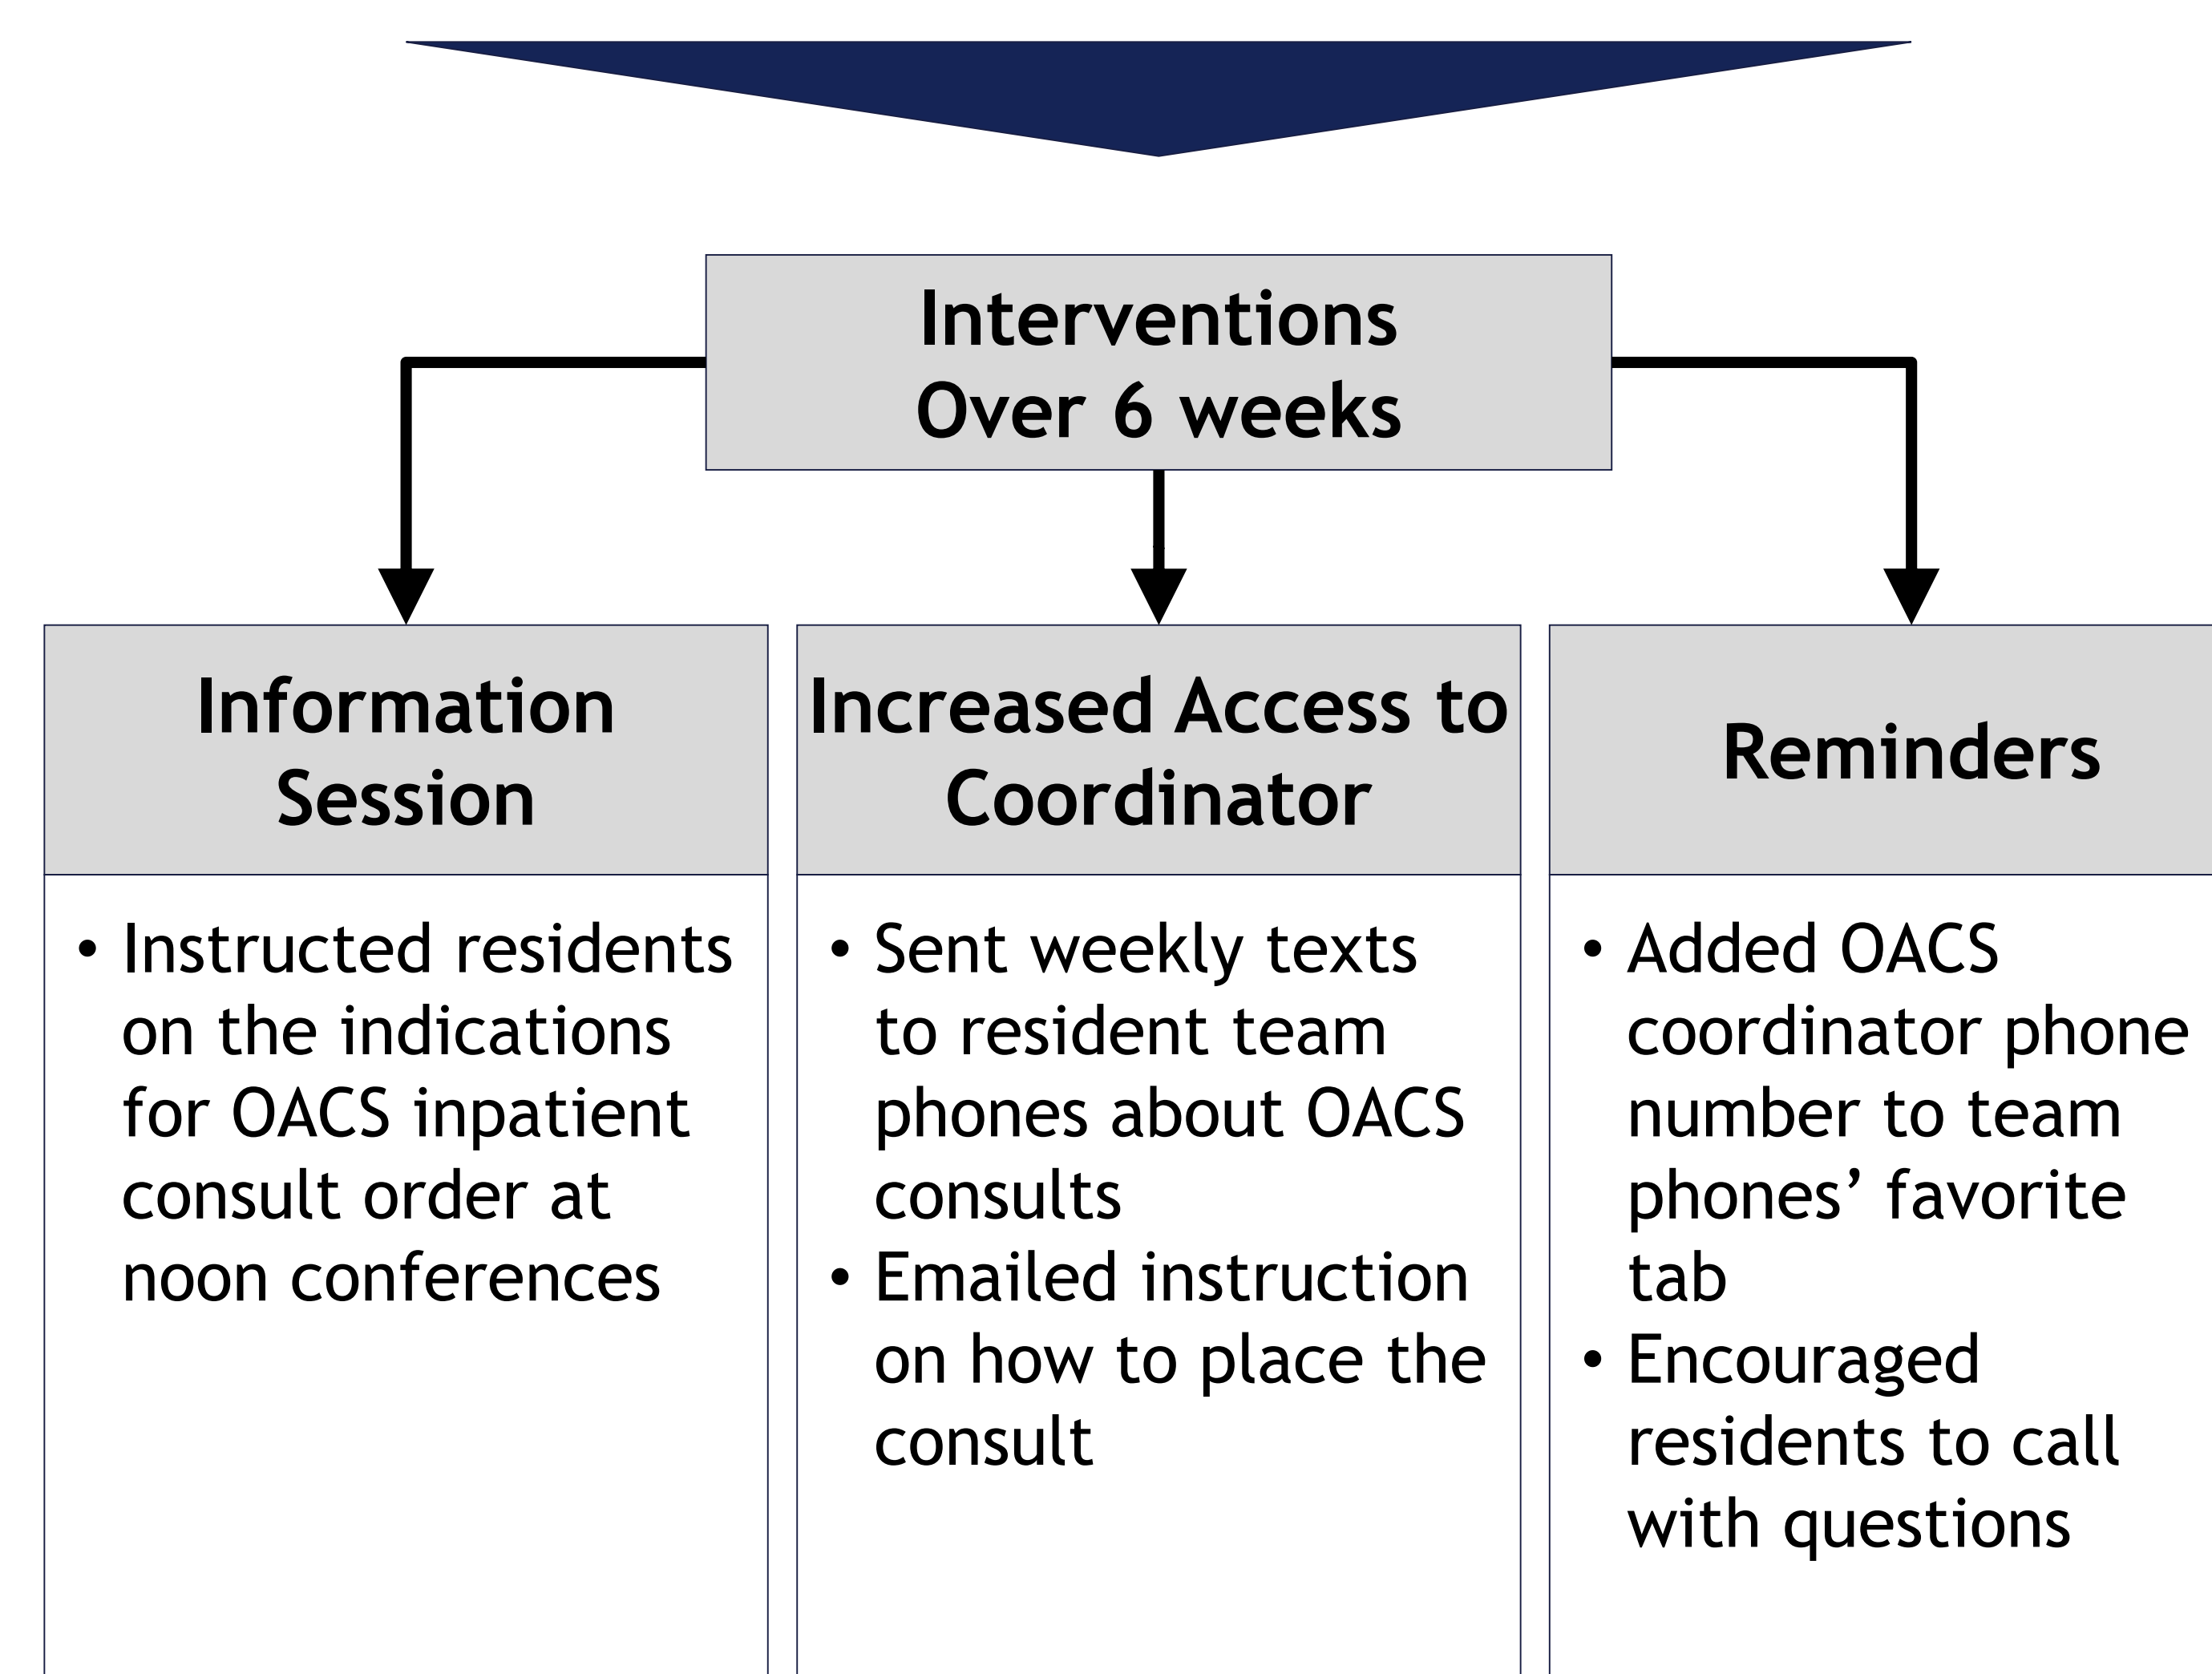 Interventions
Over 6 weeks
Information
Session
• Instructed residents
on the indications
for OACS inpatient
consult order at
noon conferences
Increased Access to
Coordinator
• Sent weekly texts
to resident team
phones about OACS
consults
• Emailed instruction
on how to place the
consult
Reminders
• Added OACS
coordinator phone
number to team
phones’ favorite
tab
• Encouraged
residents to call
with questions